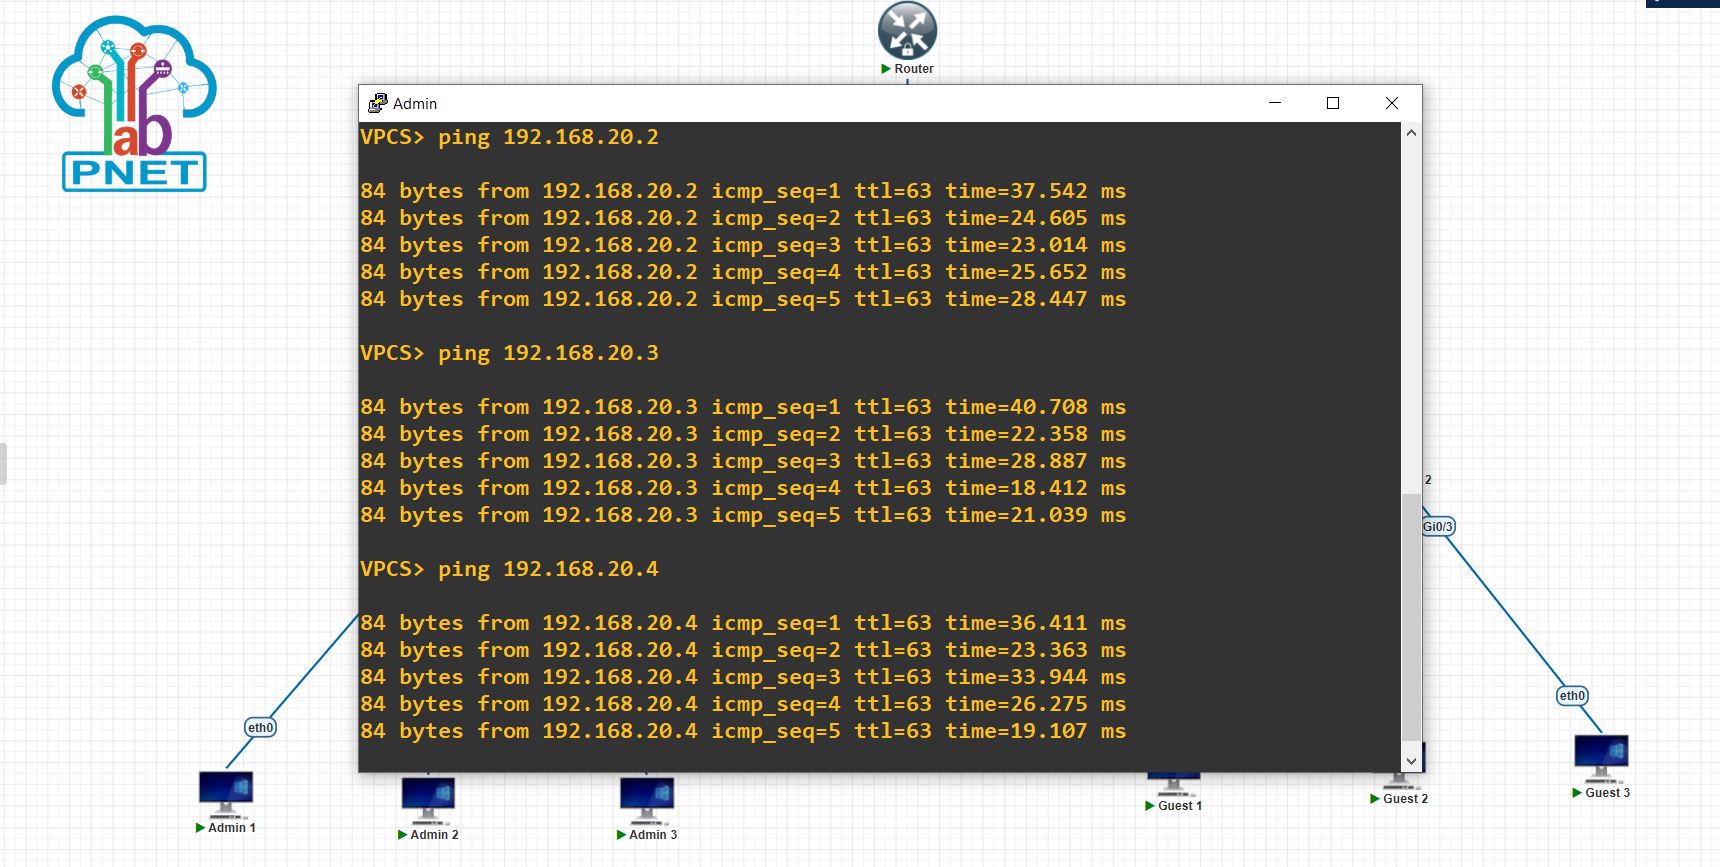 lab
PNET
Router
Admin
VPCS> ping 192.168.20.2
84 bytes from 192.168.20.2 icmp_seq=1 ttl=63 time=37.542 ms
84 bytes from 192.168.20.2 icmp_seq=2 ttl=63 time=24.605 ms
84 bytes from 192.168.20.2 icmp_seq=3 ttl=63 time=23.014 ms
84 bytes from 192.168.20.2 icmp_seq=4 ttl=63 time=25.652 ms
84 bytes from 192.168.20.2 icmp_seq=5 ttl=63 time=28.447 ms
VPCS> ping 192.168.20.3
84 bytes from 192.168.20.3 icmp_seq=1 ttl=63 time=40.708 ms
84 bytes from 192.168.20.3 icmp_seq=2 ttl=63 time=22.358 ms
84 bytes from 192.168.20.3 icmp_seq=3 ttl=63 time=28.887 ms
84 bytes from 192.168.20.3 icmp_seq=4 ttl=63 time=18.412 ms
84 bytes from 192.168.20.3 icmp_seq=5 ttl=63 time=21.039 ms
VPCS> ping 192.168.20.4
84 bytes from 192.168.20.4 icmp_seq=1 ttl=63 time=36.411 ms
84 bytes from 192.168.20.4 icmp_seq=2 ttl=63 time=23.363 ms
84 bytes from 192.168.20.4 icmp_seq=3 ttl=63 time=33.944 ms
84 bytes from 192.168.20.4 icmp_seq=4 ttl=63 time=26.275 ms
84 bytes from 192.168.20.4 icmp_seq=5 ttl=63 time=19.107 ms
2
Gi0/3
eth0
eth0
Admin 1
Admin 2
Admin 3
Guest 1
Guest 2
Guest 3